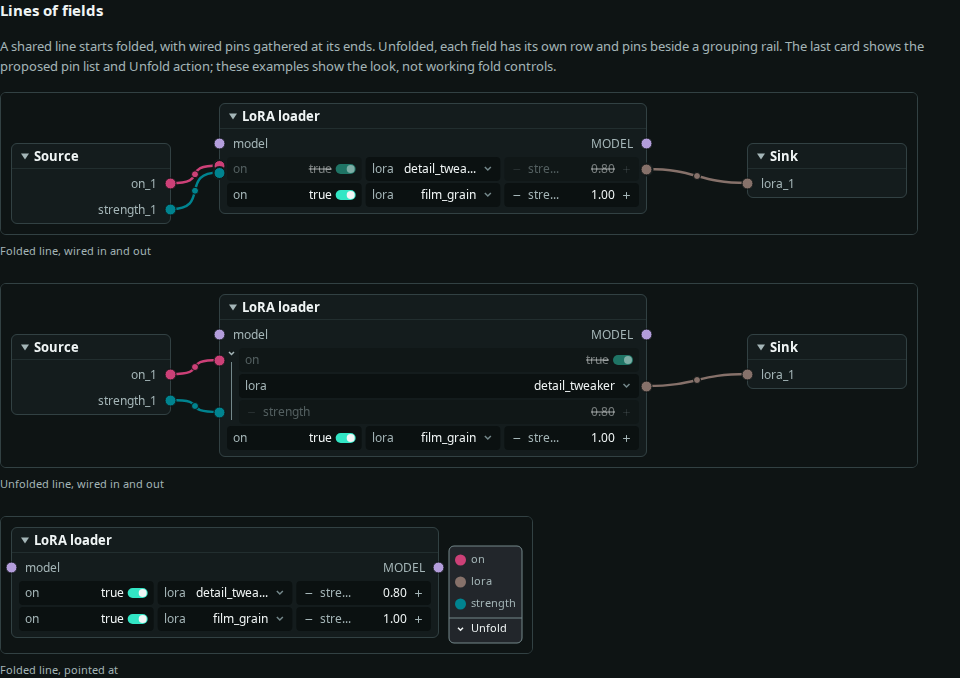 Lines of fields
A shared line starts folded, with wired pins gathered at its ends. Unfolded, each field has its own row and pins beside a grouping rail. The last card shows the
proposed pin list and Unfold action; these examples show the look, not working fold controls.
LoRA loader
model MODEL
Source
Sink
on true lora detail_twea... − stre... 0.80 +
on_1
lora_1
on true lora film_grain − stre... 1.00 +
strength_1
Folded line, wired in and out
LoRA loader
model MODEL
Source
Sink
on true
on_1
lora_1
lora detail_tweaker
strength_1
− strength 0.80 +
on true lora film_grain − stre... 1.00 +
Unfolded line, wired in and out
LoRA loader
model MODEL
on true lora detail_twea... − stre... 0.80 +
on true lora film_grain − stre... 1.00 +
on
lora
strength
Unfold
Folded line, pointed at